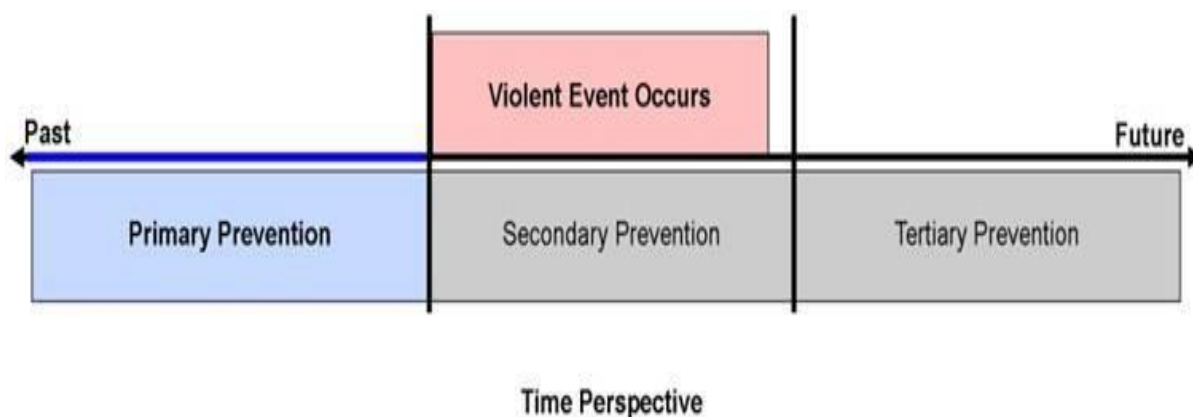 Violent Event Occurs
Past
Future
Primary Prevention
Secondary Prevention
Tertiary Prevention
Time Perspective